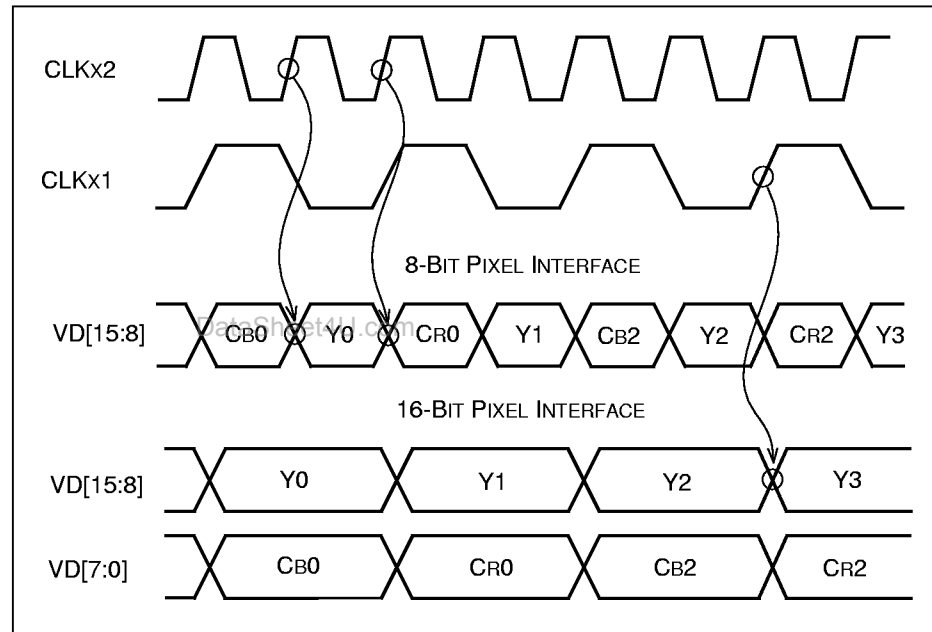 CLKx2
CLKx1
8-BIT PIXEL INTERFACE
VD[15:8] CB0 Y0 CR0 Y1 CB2 Y2 CR2 Y3
DataSheet4U.com
16-BIT PIXEL INTERFACE
VD[15:8] Y0 Y1 Y2 Y3
VD[7:0] CB0 CR0 CB2 CR2